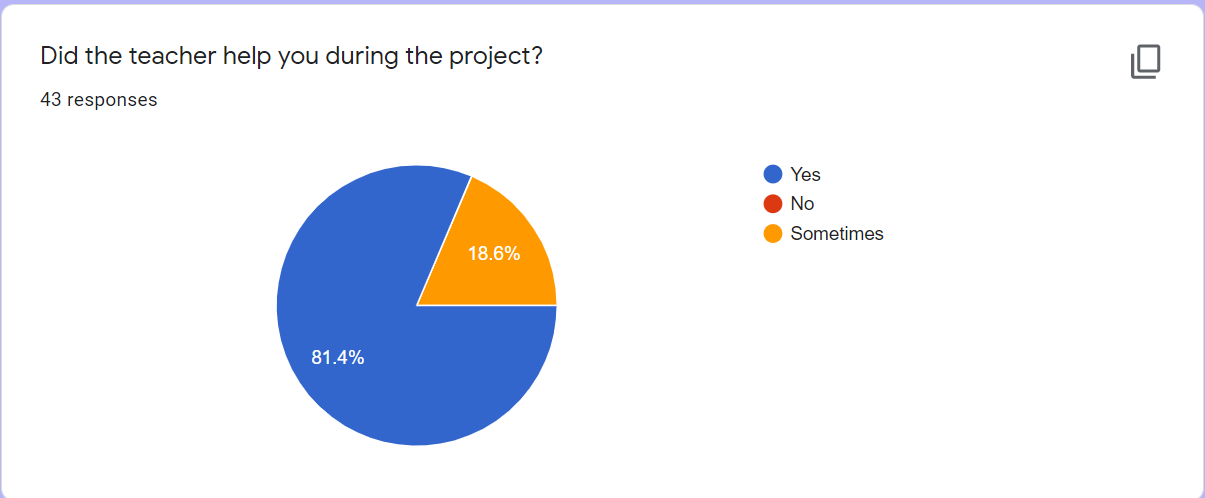 Did the teacher help you during the project?
43 responses
Yes
No
Sometimes
18.6%
81.4%